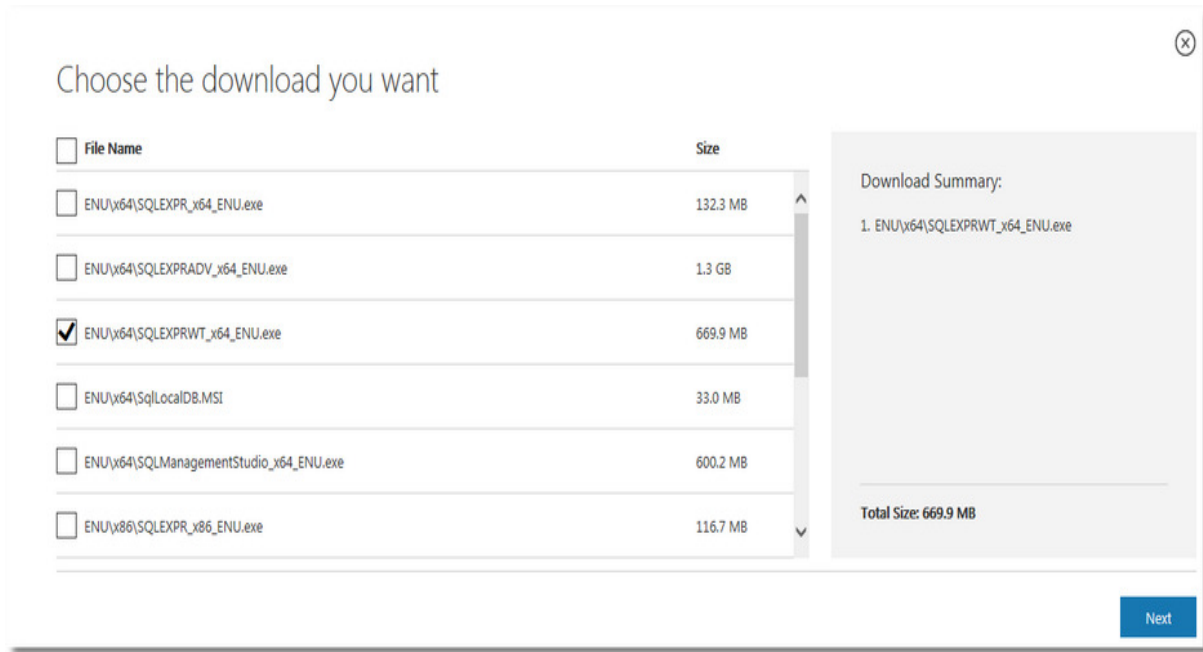 Choose the download you want
File Name Size
ENU\x64\SQLEXPR_x64_ENU.exe 132.3 MB
ENU\x64\SQLEXPRADV_x64_ENU.exe 1.3 GB
ENU\x64\SQLEXPRWT_x64_ENU.exe 669.9 MB
ENU\x64\SqlLocalDB.MSI 33.0 MB
ENU\x64\SQLManagementStudio_x64_ENU.exe 600.2 MB
ENU\x86\SQLEXPR_x86_ENU.exe 116.7 MB
Download Summary:
1. ENU\x64\SQLEXPRWT_x64_ENU.exe
Total Size: 669.9 MB
Next